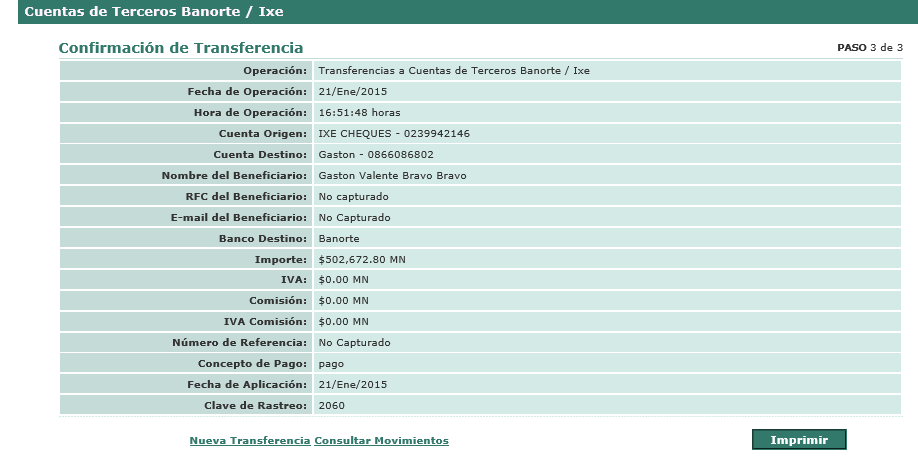 Cuentas de Terceros Banorte / Ixe
Confirmación de Transferencia PASO 3 de 3
Operación: Transferencias a Cuentas de Terceros Banorte / Ixe
Fecha de Operación: 21/Ene/2015
Hora de Operación: 16:51:48 horas
Cuenta Origen: IXE CHEQUES - 0239942146
Cuenta Destino: Gaston - 0866086802
Nombre del Beneficiario: Gaston Valente Bravo Bravo
RFC del Beneficiario: No capturado
E-mail del Beneficiario: No Capturado
Banco Destino: Banorte
Importe: $502,672.80 MN
IVA: $0.00 MN
Comisión: $0.00 MN
IVA Comisión: $0.00 MN
Número de Referencia: No Capturado
Concepto de Pago: pago
Fecha de Aplicación: 21/Ene/2015
Clave de Rastreo: 2060
Nueva Transferencia Consultar Movimientos Imprimir